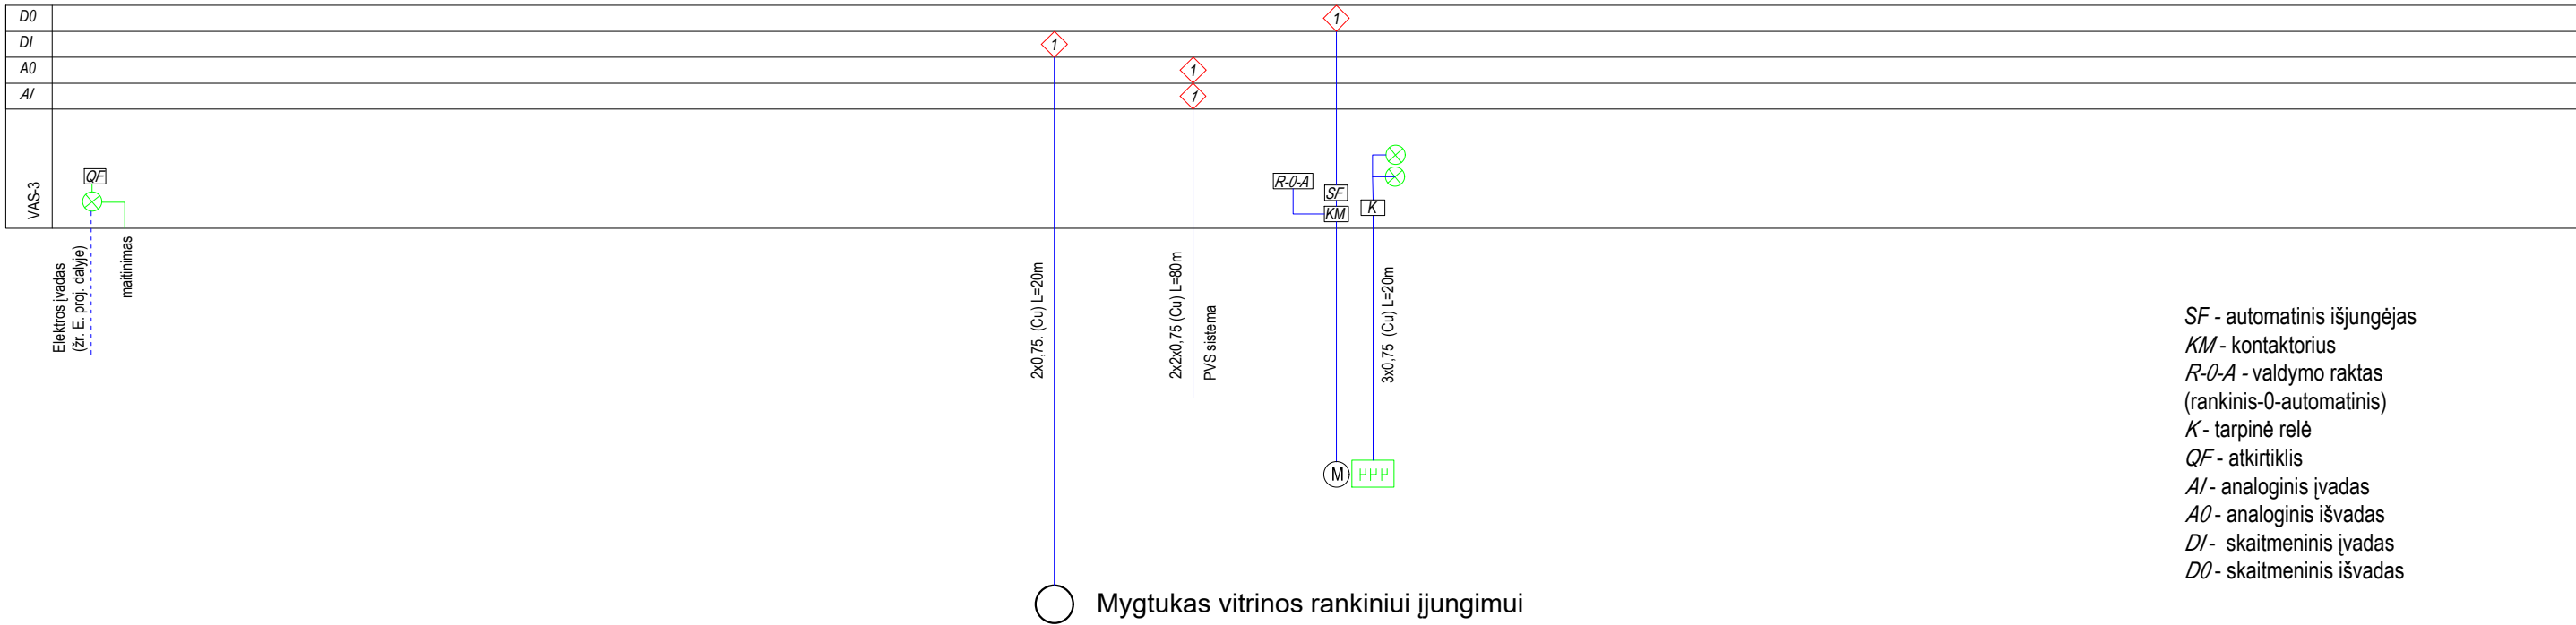 D0
1
DI
1
A0
1
AI
1
VAS-3
QF
R-0-A
SF
KM
K
Elektros įvadas
(žr. E. proj. dalyje)
maitinimas
2x0,75. (Cu) L=20m
2x2x0,75 (Cu) L=80m
PVS sistema
3x0,75 (Cu) L=20m
M
SF - automatinis išjungėjas
KM - kontaktorius
R-0-A - valdymo raktas
(rankinis-0-automatinis)
K - tarpinė relė
QF - atkirtiklis
AI - analoginis įvadas
A0 - analoginis išvadas
DI - skaitmeninis įvadas
D0 - skaitmeninis išvadas
Mygtukas vitrinos rankiniui įjungimui